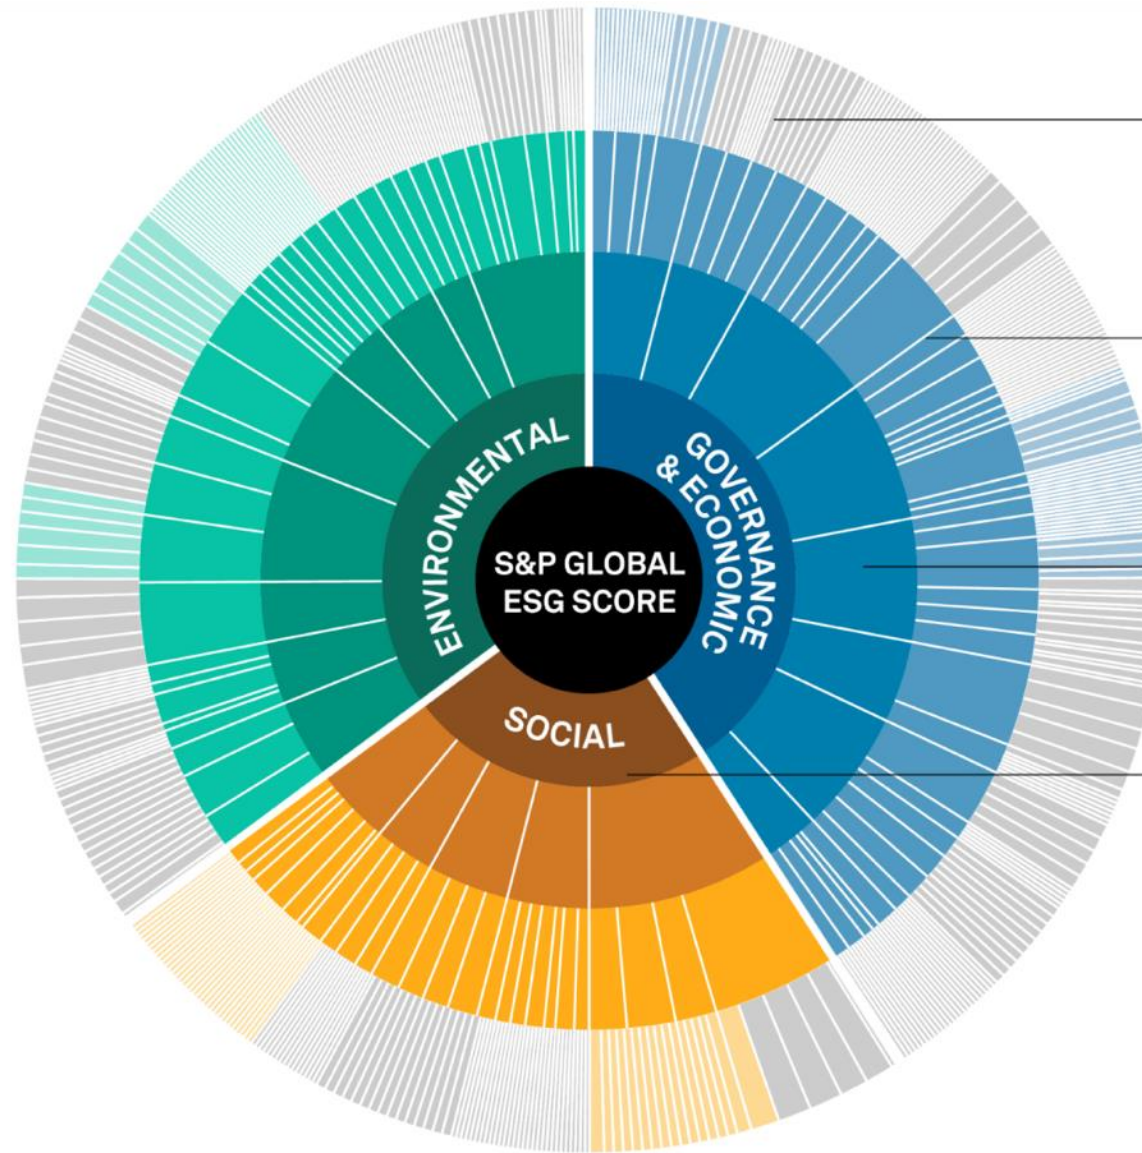 ENVIRONMENTAL
GOVERNANCE
& ECONOMIC
S&P GLOBAL
ESG SCORE
SOCIAL